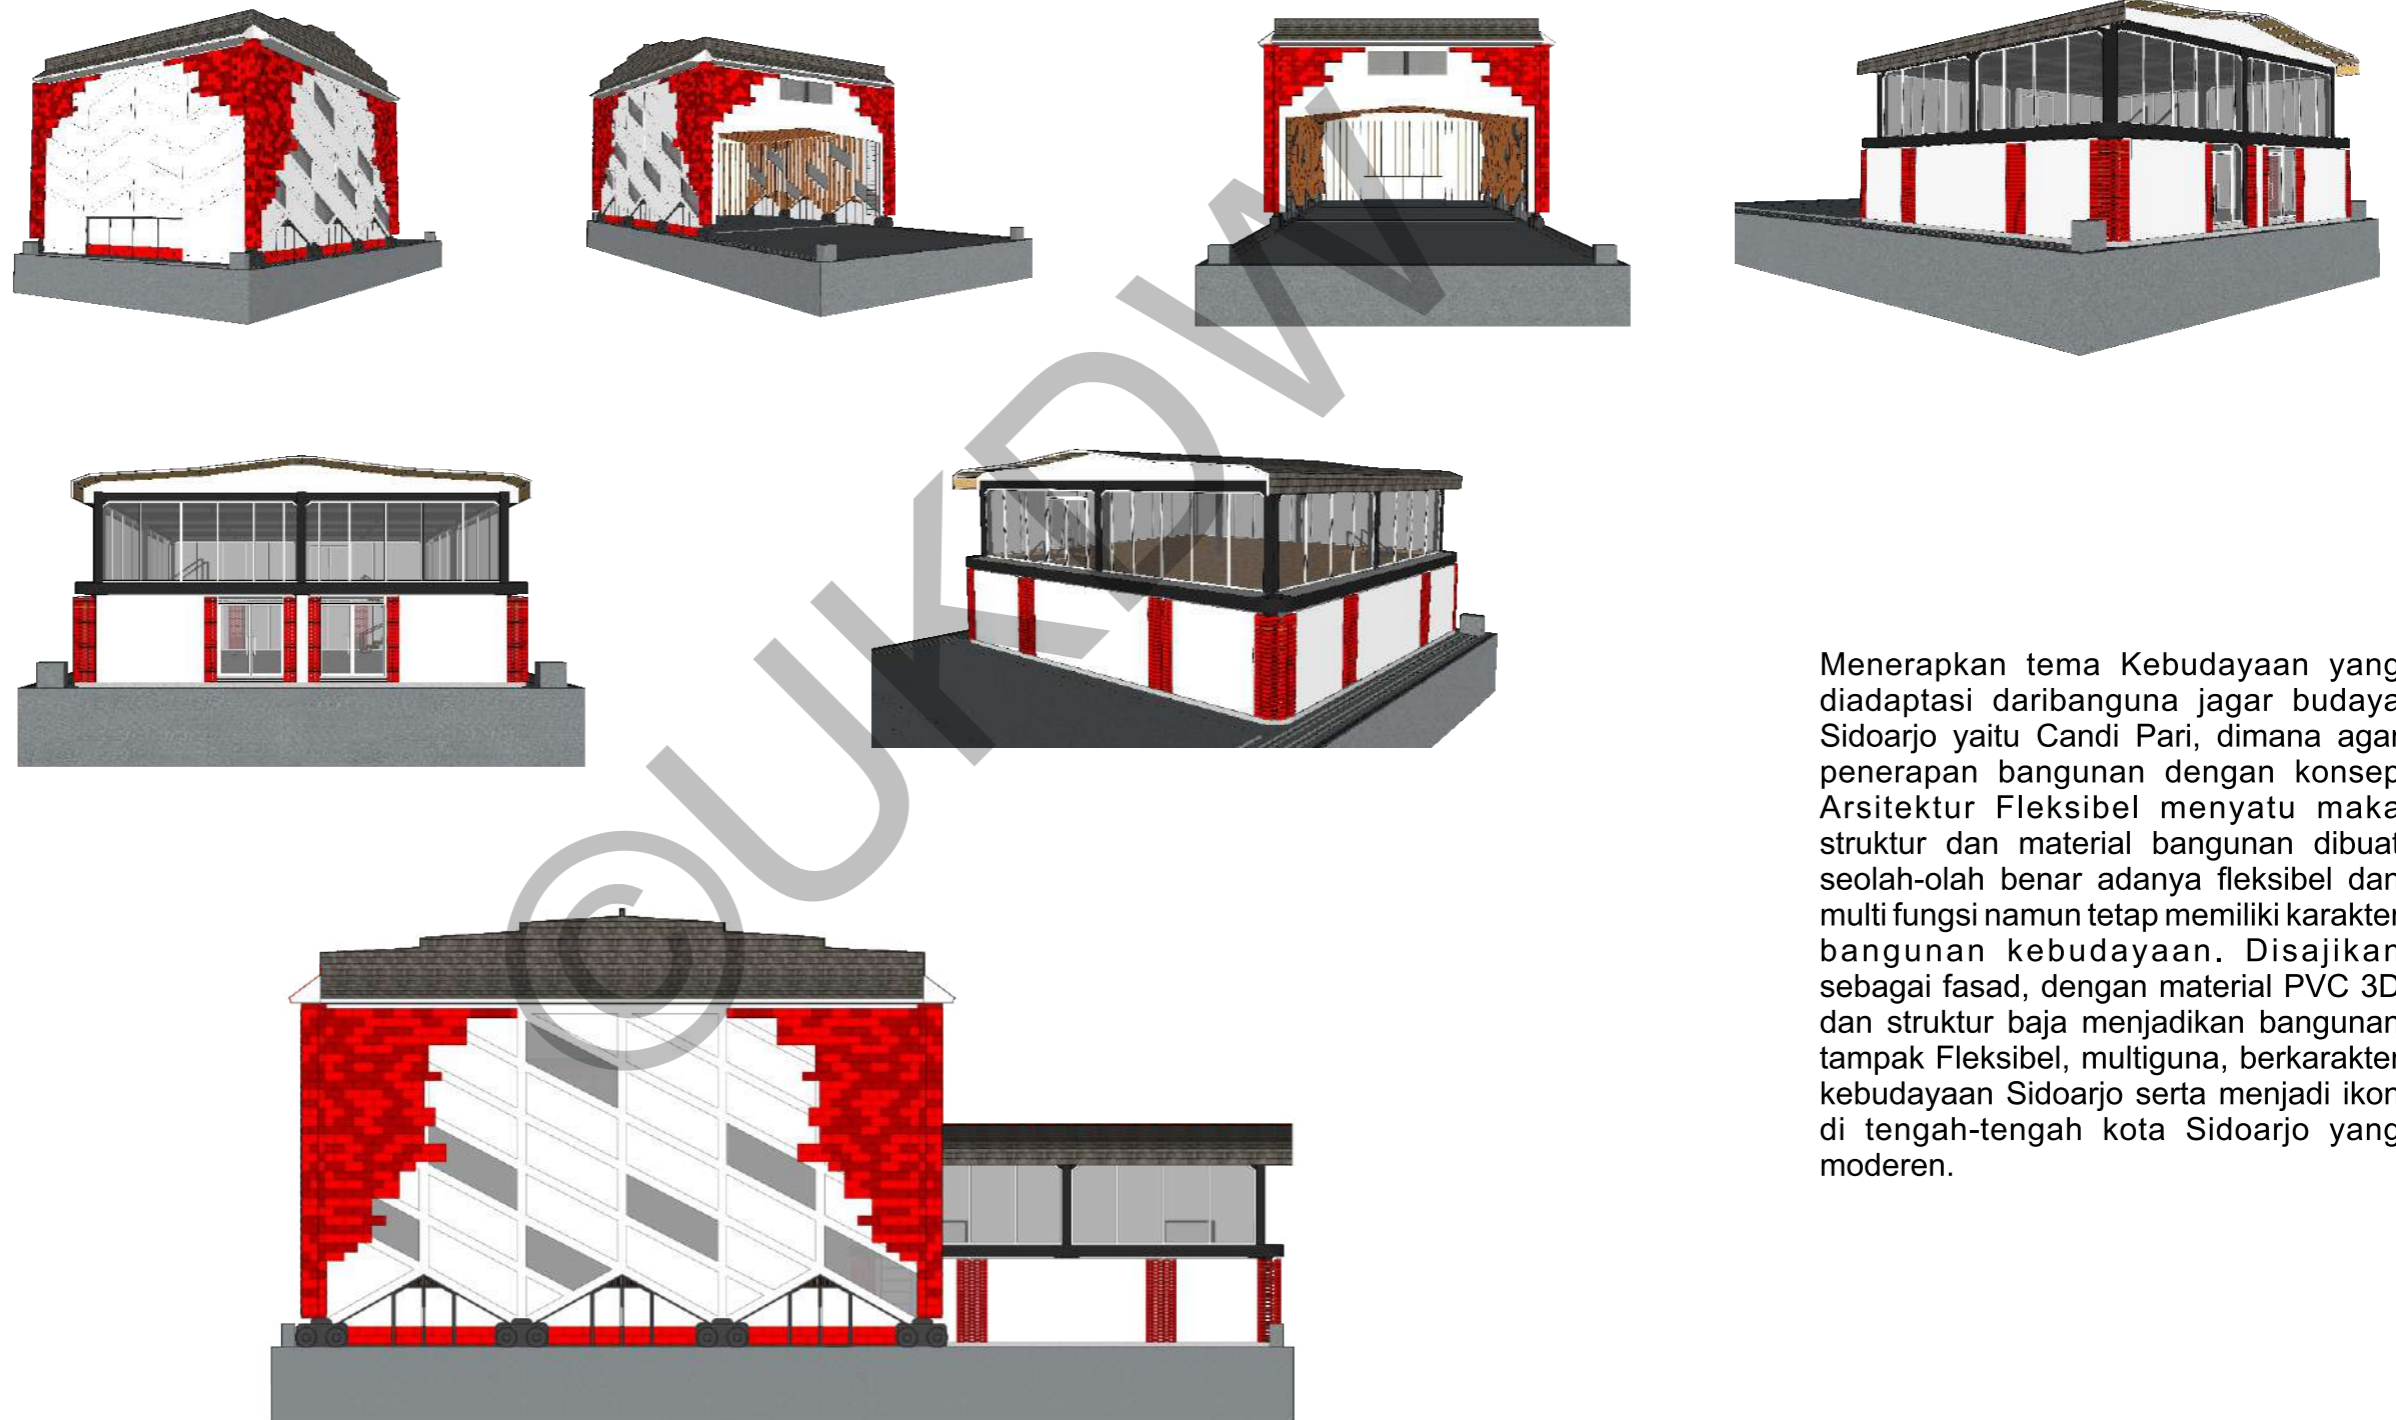 Menerapkan tema Kebudayaan yang
diadaptasi daribanguna jagar budaya
Sidoarjo yaitu Candi Pari, dimana agar
penerapan bangunan dengan konsep
Arsitektur Fleksibel menyatu maka
struktur dan material bangunan dibuat
seolah-olah benar adanya fleksibel dan
multi fungsi namun tetap memiliki karakter
bangunan kebudayaan. Disajikan
sebagai fasad, dengan material PVC 3D
dan struktur baja menjadikan bangunan
tampak Fleksibel, multiguna, berkarakter
kebudayaan Sidoarjo serta menjadi ikon
di tengah-tengah kota Sidoarjo yang
moderen.
©UKDW